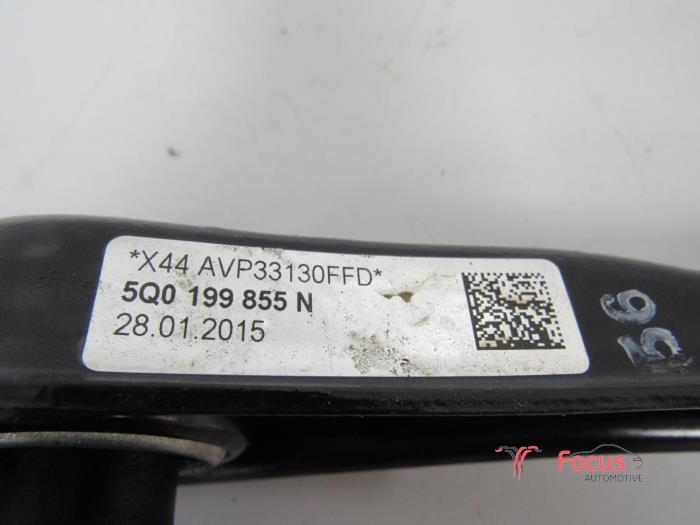 *X44 AVP33130FFD*
5Q0 199 855 N
28.01.2015
56
Focus
AUTOMOTIVE